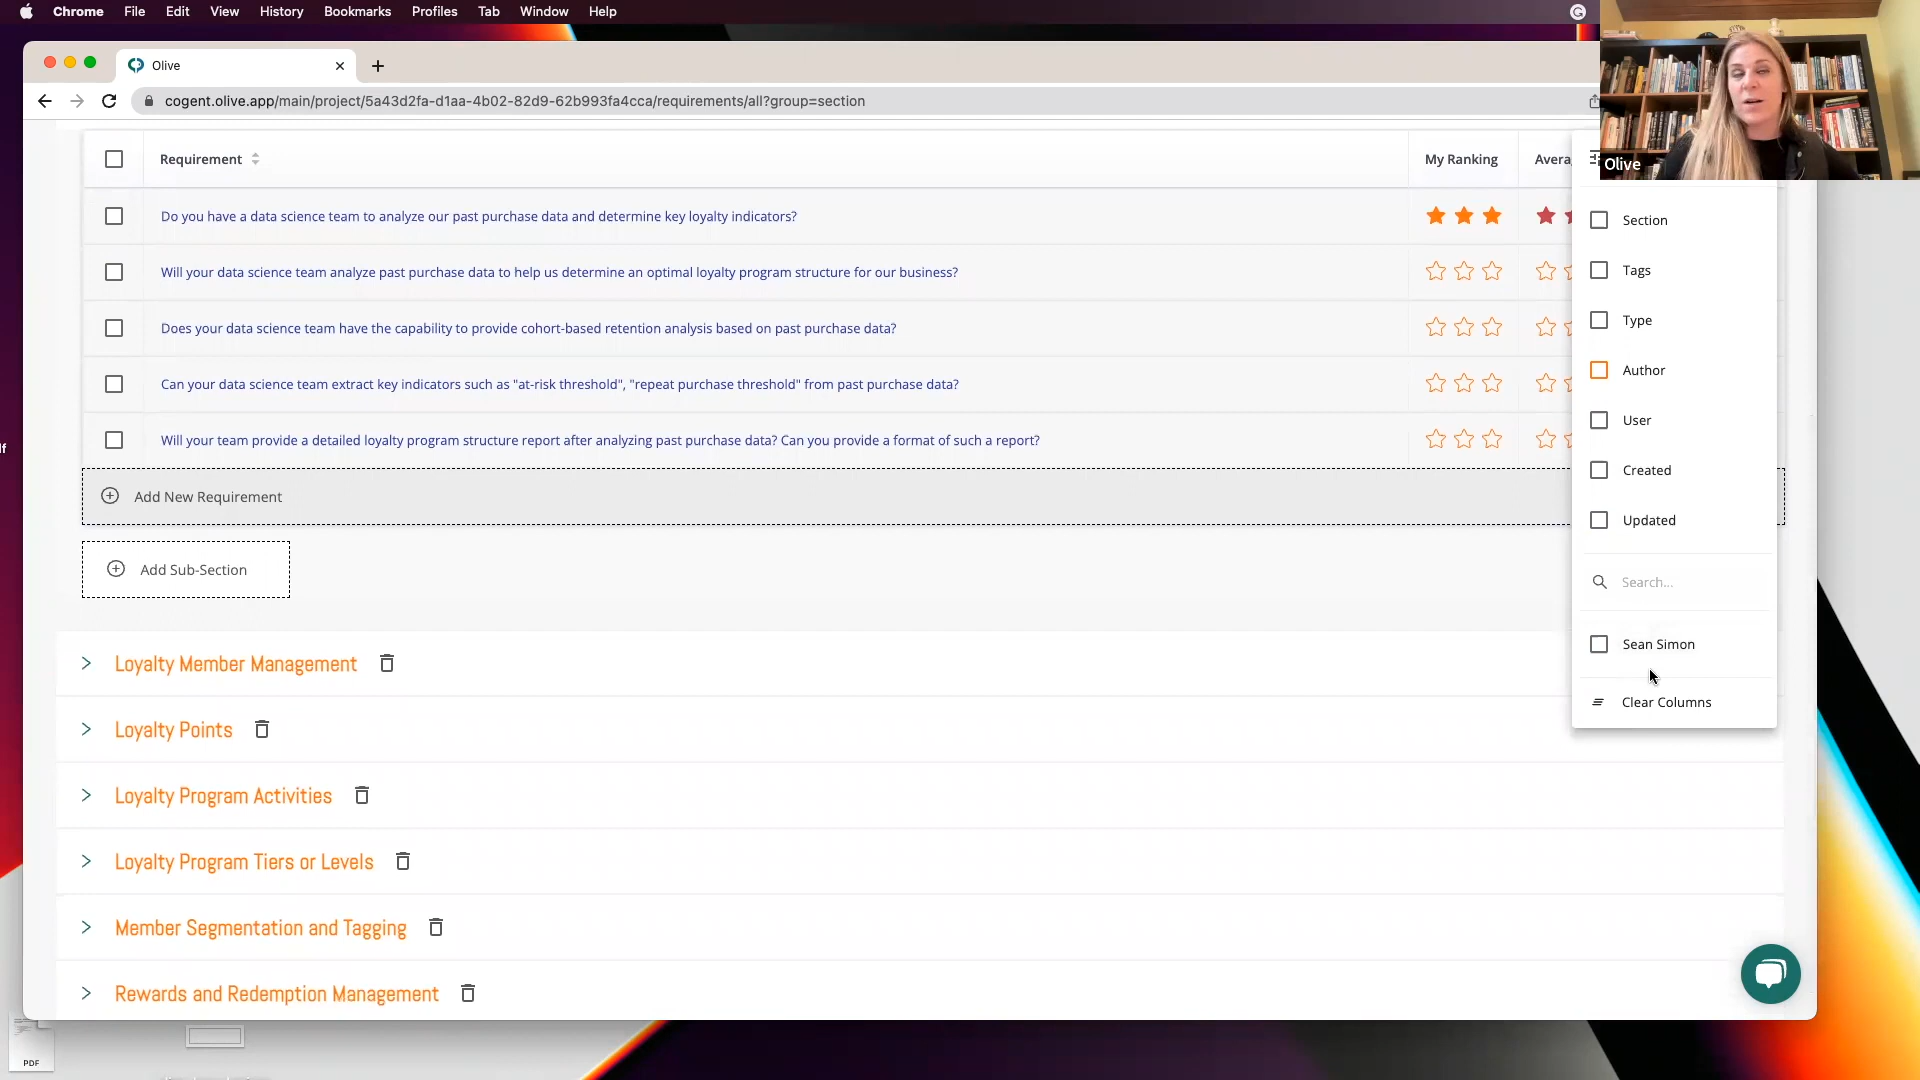 Chrome File Edit View History Bookmarks Profiles Tab Window Help
Olive
cogent.olive.app/main/project/5a43d2fa-d1aa-4b02-82d9-62b993fa4cca/requirements/all?group=section
Olive
Requirement My Ranking Avera
Do you have a data science team to analyze our past purchase data and determine key loyalty indicators?
Will your data science team analyze past purchase data to help us determine an optimal loyalty program structure for our business?
Does your data science team have the capability to provide cohort-based retention analysis based on past purchase data?
Can your data science team extract key indicators such as "at-risk threshold", "repeat purchase threshold" from past purchase data?
Will your team provide a detailed loyalty program structure report after analyzing past purchase data? Can you provide a format of such a report?
Add New Requirement
Add Sub-Section
Section
Tags
Type
Author
User
Created
Updated
Search...
Sean Simon
Clear Columns
Loyalty Member Management
Loyalty Points
Loyalty Program Activities
Loyalty Program Tiers or Levels
Member Segmentation and Tagging
Rewards and Redemption Management
PDF